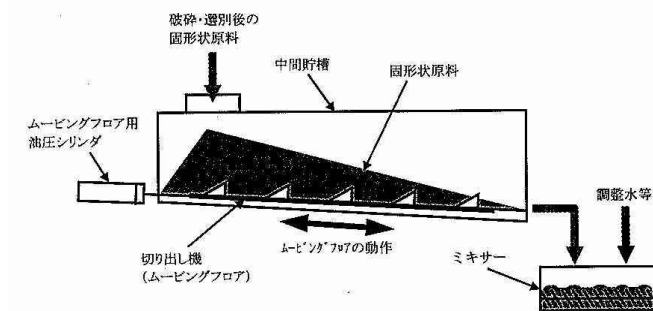 破砕・選別後の
固形状原料
中間貯槽
固形状原料
ムービングフロア用
油圧シリンダ
調整水等
ムービングフロアの動作
切り出し機
(ムービングフロア)
ミキサー